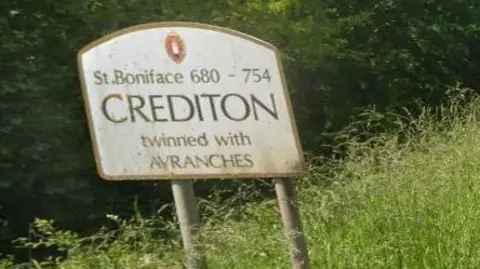 St.Boniface 680 - 754
CREDITON
twinned with
AVRANCHES